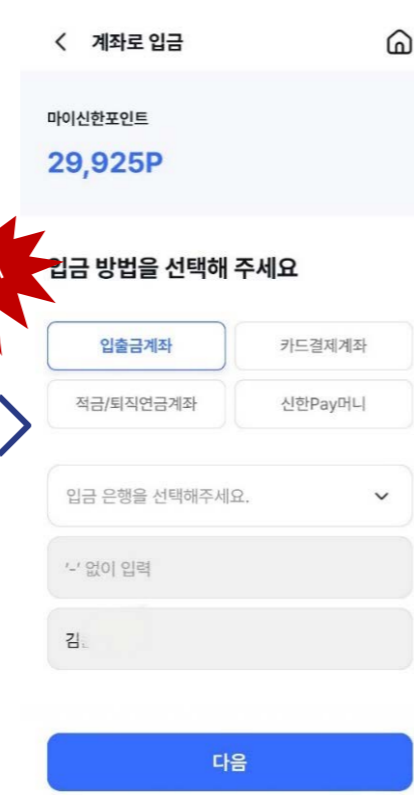 계좌로 입금
마이신한포인트
29,925P
입금 방법을 선택해 주세요
입출금계좌
카드결제계좌
적금/퇴직연금계좌
신한Pay머니
입금 은행을 선택해주세요.
'-' 없이 입력
김
다음